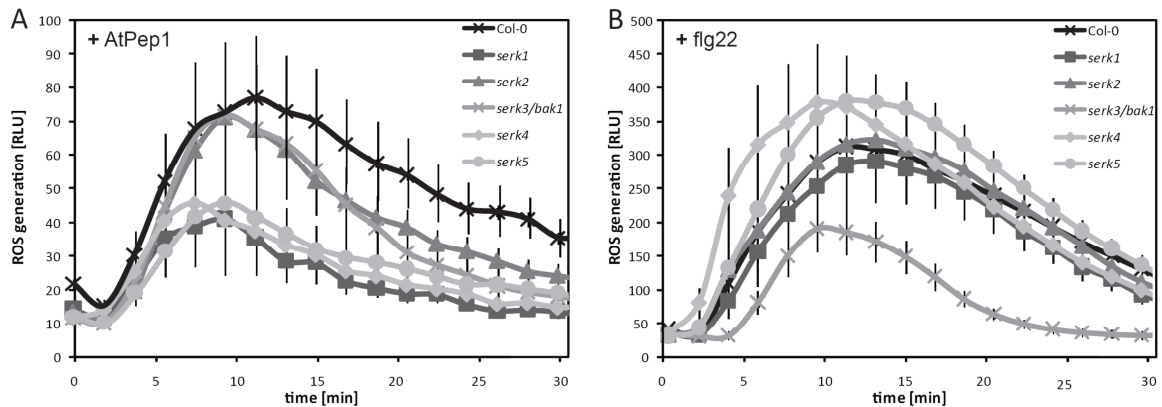 A
+ AtPep1
Col-0
serk1
serk2
serk3/bak1
serk4
serk5
ROS generation [RLU]
100
90
80
70
60
50
40
30
20
10
0
0 5 10 15 20 25 30
time [min]
B
+ flg22
Col-0
serk1
serk2
serk3/bak1
serk4
serk5
ROS generation [RLU]
500
450
400
350
300
250
200
150
100
50
0
0 5 10 15 20 25 30
time [min]